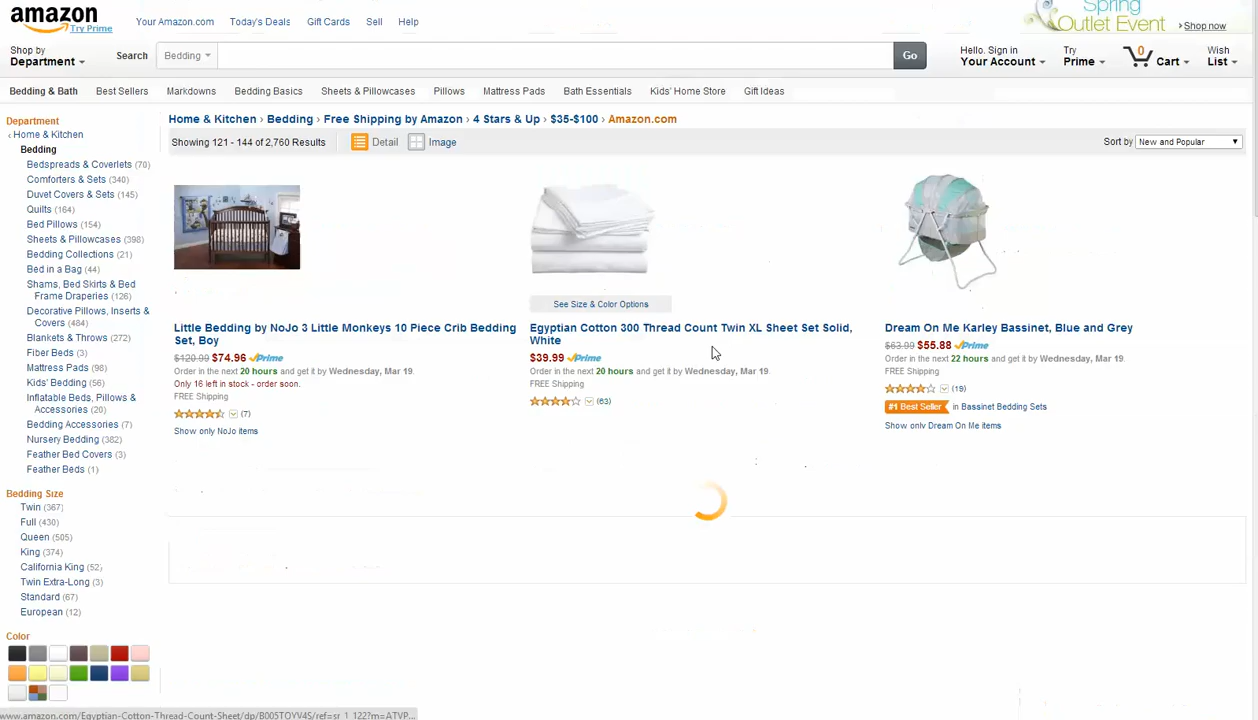 amazon
Try Prime
Your Amazon.com Today's Deals Gift Cards Sell Help
Spring
Outlet Event
Shop now
Shop by
Department
Search Bedding Go
Hello. Sign in
Your Account
Try
Prime
0
Cart
Wish
List
Bedding & Bath Best Sellers Markdowns Bedding Basics Sheets & Pillowcases Pillows Mattress Pads Bath Essentials Kids' Home Store Gift Ideas
Department
‹ Home & Kitchen
Bedding
Bedspreads & Coverlets (70)
Comforters & Sets (340)
Duvet Covers & Sets (145)
Quilts (164)
Bed Pillows (154)
Sheets & Pillowcases (398)
Bedding Collections (21)
Bed in a Bag (44)
Shams, Bed Skirts & Bed
Frame Draperies (126)
Decorative Pillows, Inserts &
Covers (484)
Blankets & Throws (272)
Fiber Beds (3)
Mattress Pads (98)
Kids' Bedding (56)
Inflatable Beds, Pillows &
Accessories (20)
Bedding Accessories (7)
Nursery Bedding (382)
Feather Bed Covers (3)
Feather Beds (1)
Bedding Size
Twin (367)
Full (430)
Queen (505)
King (374)
California King (52)
Twin Extra-Long (3)
Standard (67)
European (12)
Color
Home & Kitchen › Bedding › Free Shipping by Amazon › 4 Stars & Up › $35-$100 › Amazon.com
Showing 121 - 144 of 2,760 Results Detail Image Sort by New and Popular
Little Bedding by NoJo 3 Little Monkeys 10 Piece Crib Bedding
Set, Boy
$120.99 $74.96 Prime
Order in the next 20 hours and get it by Wednesday, Mar 19.
Only 16 left in stock - order soon.
FREE Shipping
(7)
Show only NoJo items
See Size & Color Options
Egyptian Cotton 300 Thread Count Twin XL Sheet Set Solid,
White
$39.99 Prime
Order in the next 20 hours and get it by Wednesday, Mar 19.
FREE Shipping
(63)
Dream On Me Karley Bassinet, Blue and Grey
$63.99 $55.88 Prime
Order in the next 22 hours and get it by Wednesday, Mar 19.
FREE Shipping
(19)
#1 Best Seller in Bassinet Bedding Sets
Show only Dream On Me items
www.amazon.com/Egyptian-Cotton-Thread-Count-Sheet/dp/B005TOVV4S/ref=sr_1_122?m=ATVP...